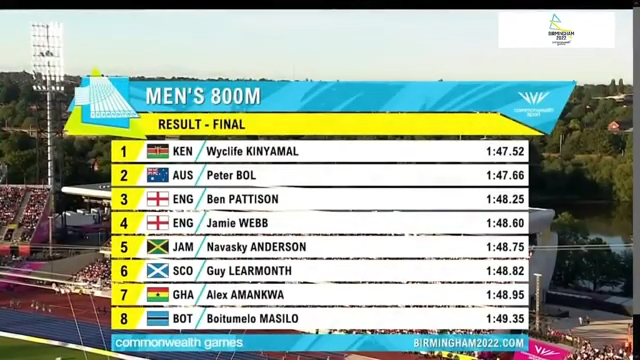 BIRMINGHAM
2022
MEN'S 800M
commonwealth
sport
RESULT - FINAL
1 KEN Wyclife KINYAMAL 1:47.52
2 AUS Peter BOL 1:47.66
3 ENG Ben PATTISON 1:48.25
4 ENG Jamie WEBB 1:48.60
5 JAM Navasky ANDERSON 1:48.75
6 SCO Guy LEARMONTH 1:48.82
7 GHA Alex AMANKWA 1:48.95
8 BOT Boitumelo MASILO 1:49.35
commonwealth games BIRMINGHAM2022.COM